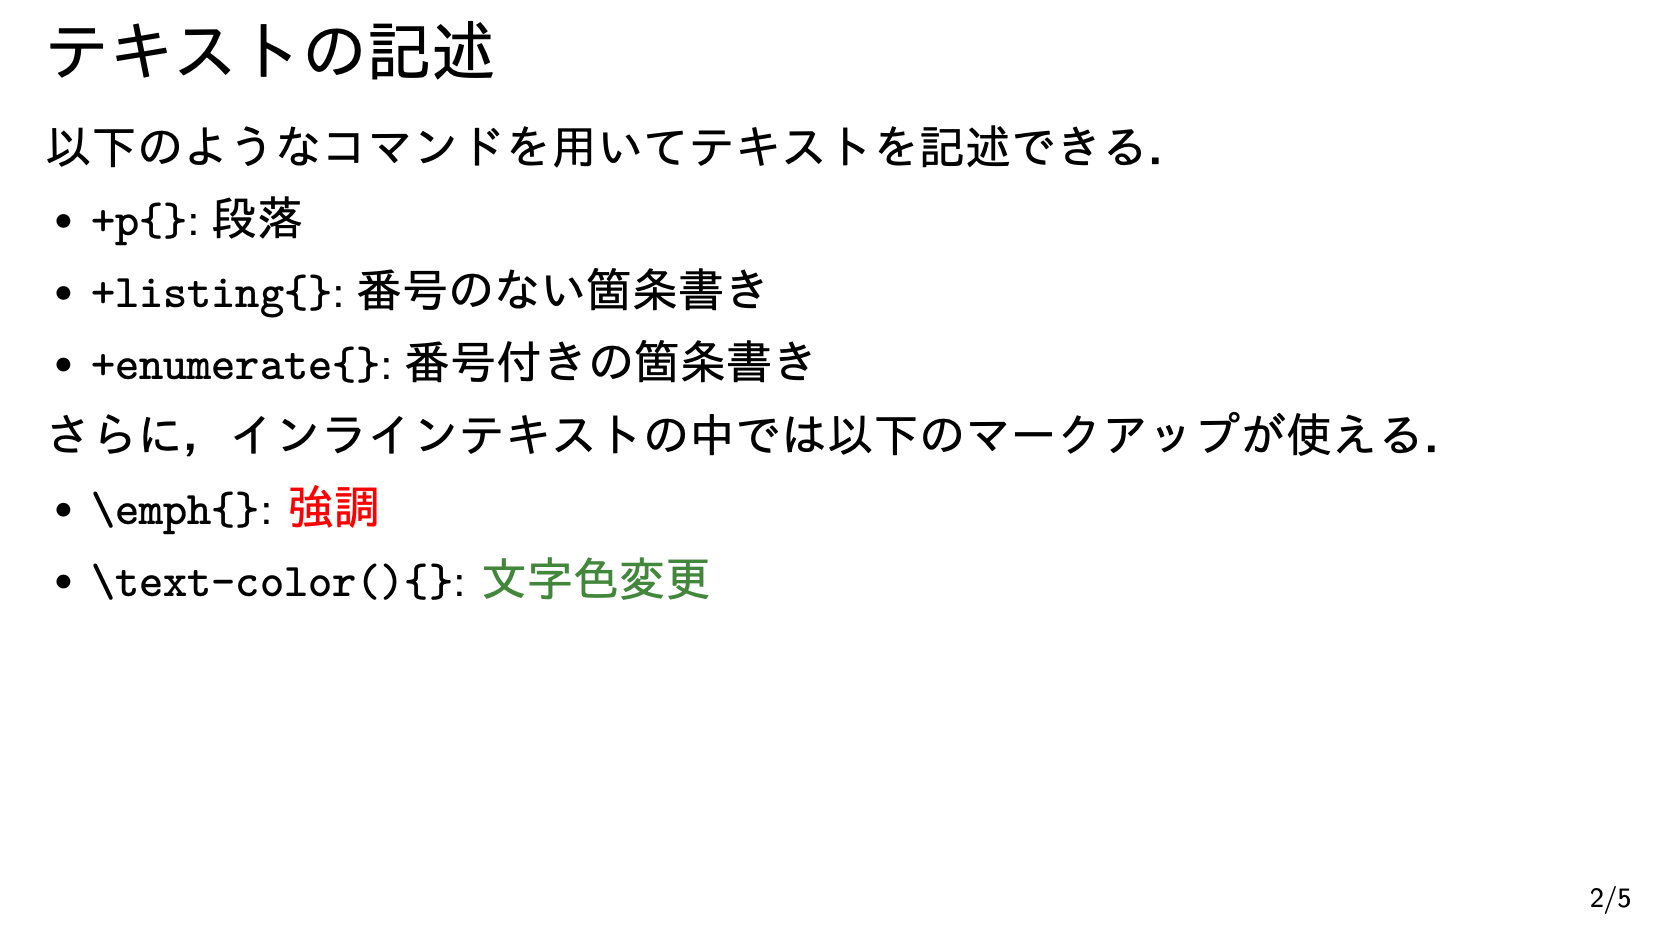 テキストの記述
以下のようなコマンドを用いてテキストを記述できる．
• +p{}: 段落
• +listing{}: 番号のない箇条書き
• +enumerate{}: 番号付きの箇条書き
さらに，インラインテキストの中では以下のマークアップが使える．
• \emph{}: 強調
• \text-color(){}: 文字色変更
2/5